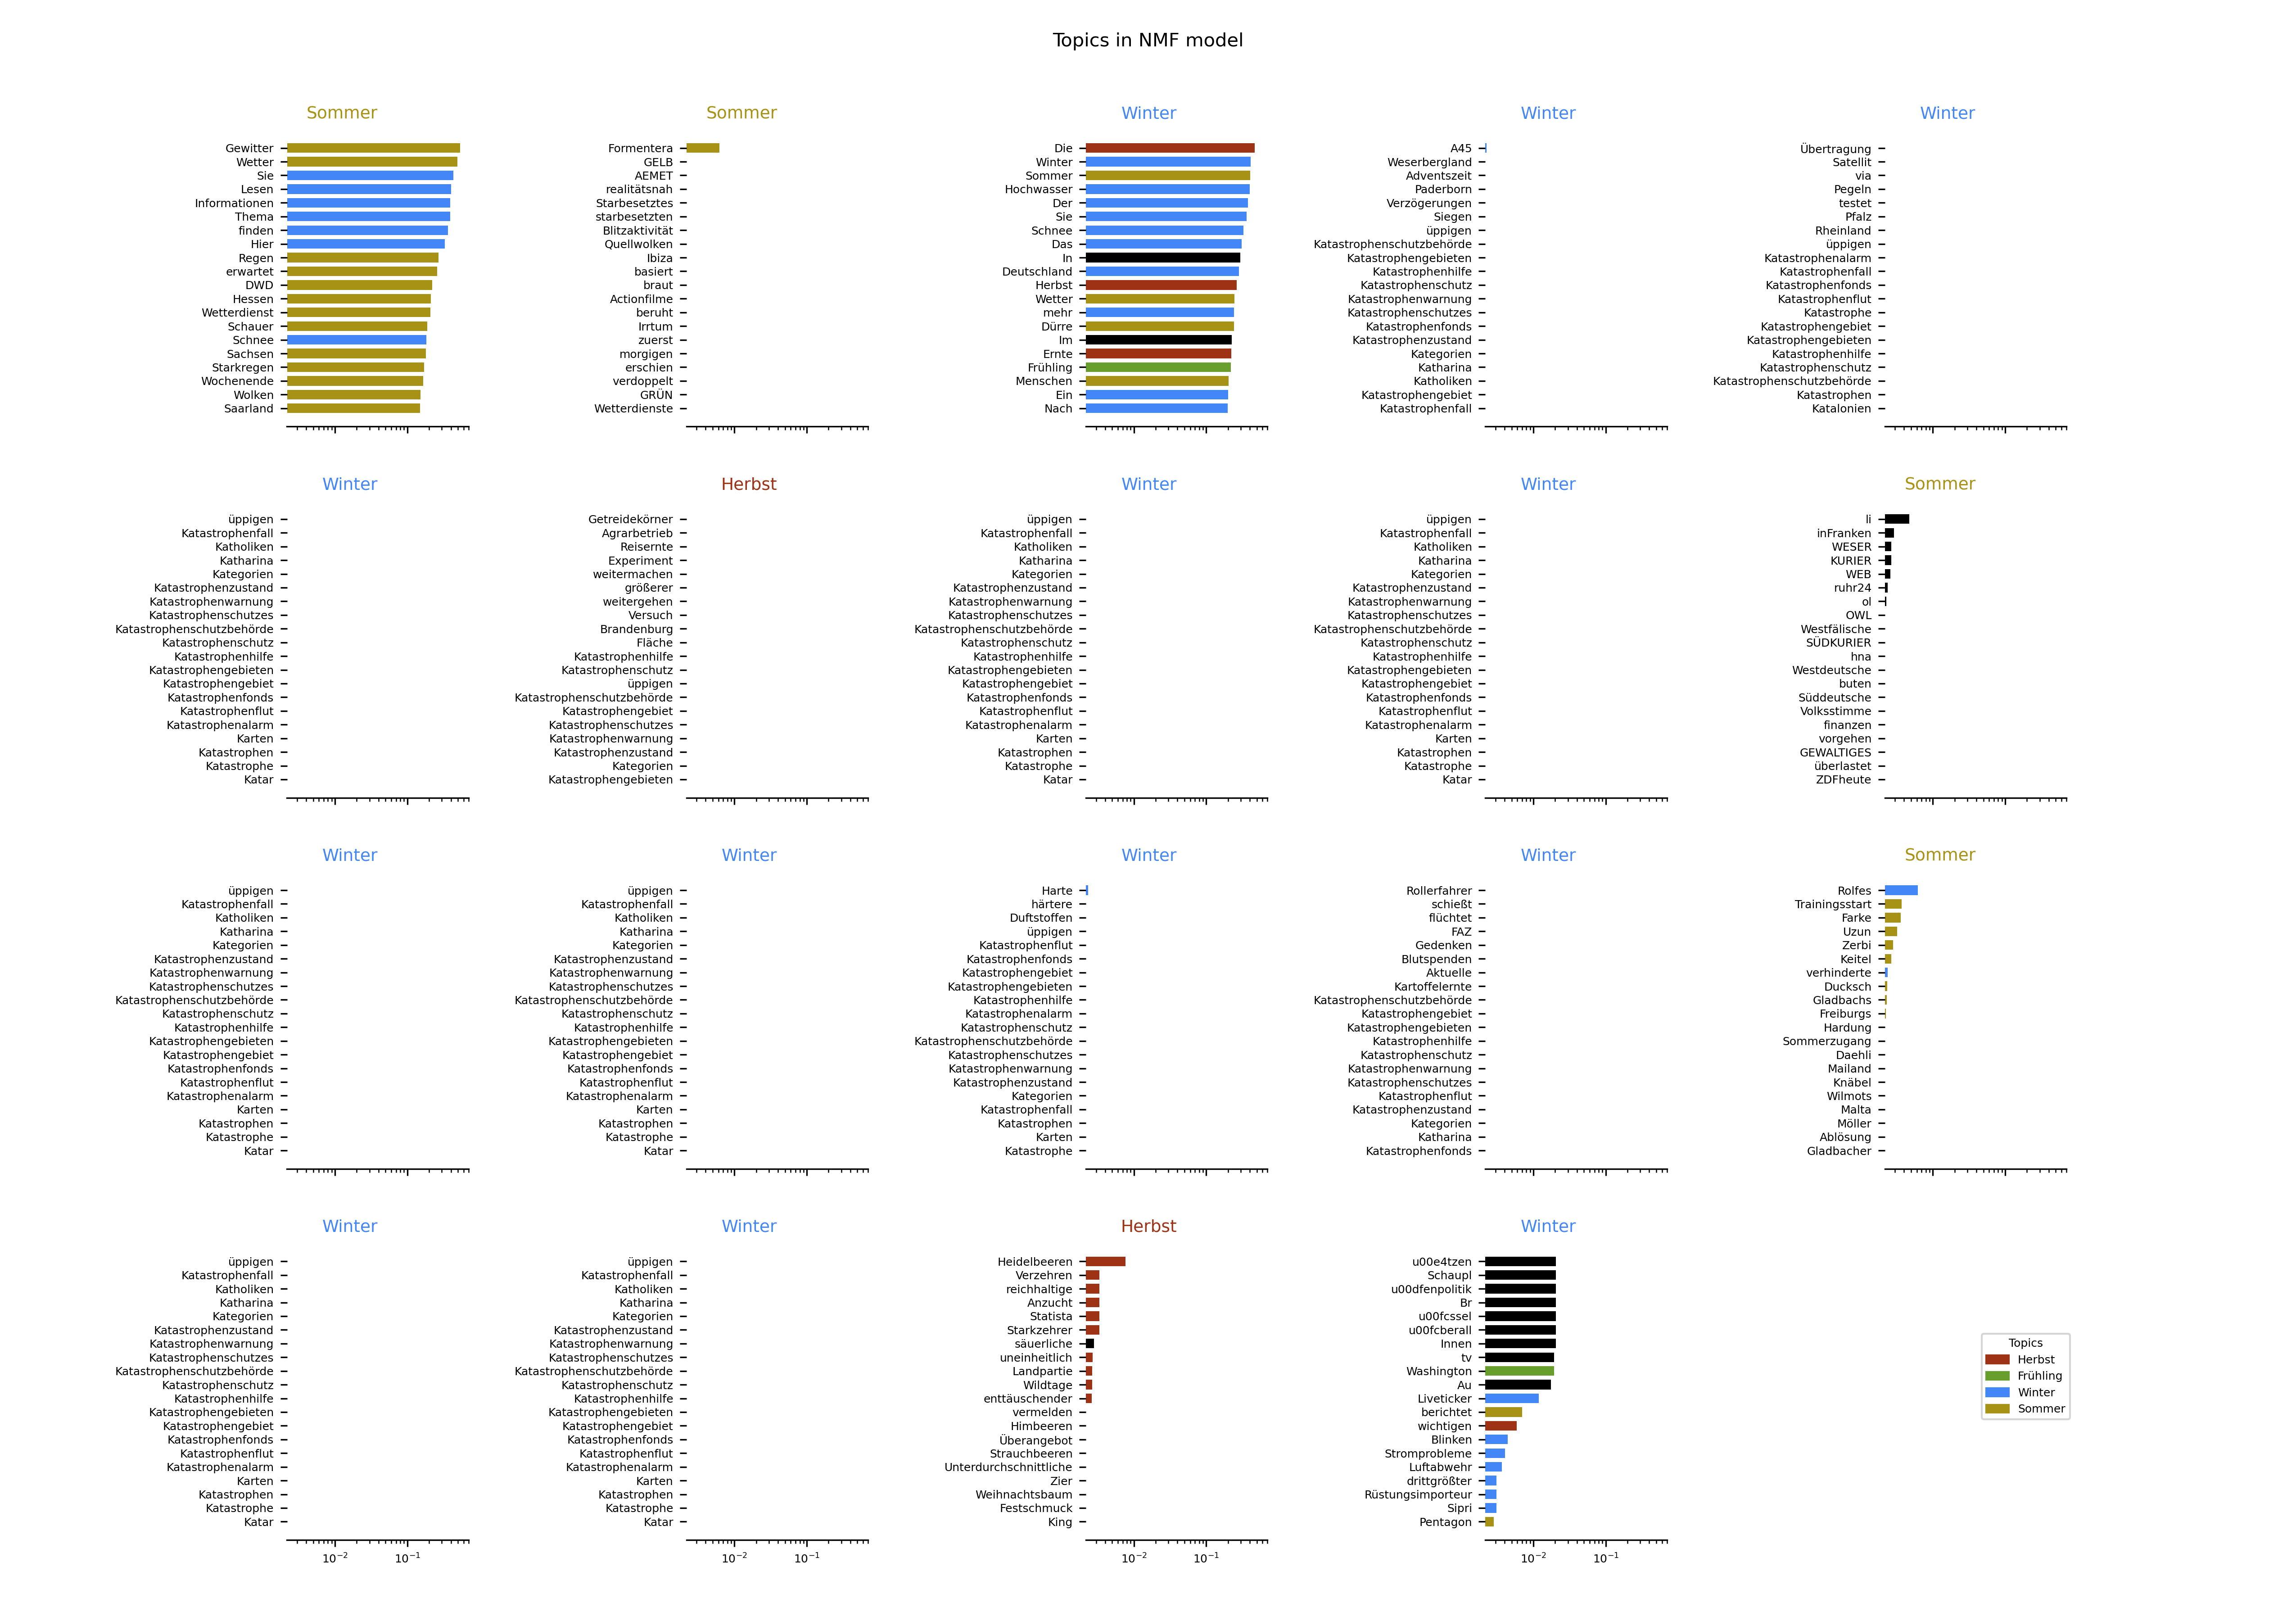 Topics in NMF model
Sommer
Gewitter
Wetter
Sie
Lesen
Informationen
Thema
finden
Hier
Regen
erwartet
DWD
Hessen
Wetterdienst
Schauer
Schnee
Sachsen
Starkregen
Wochenende
Wolken
Saarland
Sommer
Formentera
GELB
AEMET
realitätsnah
Starbesetztes
starbesetzten
Blitzaktivität
Quellwolken
Ibiza
basiert
braut
Actionfilme
beruht
Irrtum
zuerst
morgigen
erschien
verdoppelt
GRÜN
Wetterdienste
Winter
Die
Winter
Sommer
Hochwasser
Der
Sie
Schnee
Das
In
Deutschland
Herbst
Wetter
mehr
Dürre
Im
Ernte
Frühling
Menschen
Ein
Nach
Winter
A45
Weserbergland
Adventszeit
Paderborn
Verzögerungen
Siegen
üppigen
Katastrophenschutzbehörde
Katastrophengebieten
Katastrophenhilfe
Katastrophenschutz
Katastrophenwarnung
Katastrophenschutzes
Katastrophenfonds
Katastrophenzustand
Kategorien
Katharina
Katholiken
Katastrophengebiet
Katastrophenfall
Winter
Übertragung
Satellit
via
Pegeln
testet
Pfalz
Rheinland
üppigen
Katastrophenalarm
Katastrophenfall
Katastrophenfonds
Katastrophenflut
Katastrophe
Katastrophengebiet
Katastrophengebieten
Katastrophenhilfe
Katastrophenschutz
Katastrophenschutzbehörde
Katastrophen
Katalonien
Winter
üppigen
Katastrophenfall
Katholiken
Katharina
Kategorien
Katastrophenzustand
Katastrophenwarnung
Katastrophenschutzes
Katastrophenschutzbehörde
Katastrophenschutz
Katastrophenhilfe
Katastrophengebieten
Katastrophengebiet
Katastrophenfonds
Katastrophenflut
Katastrophenalarm
Karten
Katastrophen
Katastrophe
Katar
Herbst
Getreidekörner
Agrarbetrieb
Reisernte
Experiment
weitermachen
größerer
weitergehen
Versuch
Brandenburg
Fläche
Katastrophenhilfe
Katastrophenschutz
üppigen
Katastrophenschutzbehörde
Katastrophengebiet
Katastrophenschutzes
Katastrophenwarnung
Katastrophenzustand
Kategorien
Katastrophengebieten
Winter
üppigen
Katastrophenfall
Katholiken
Katharina
Kategorien
Katastrophenzustand
Katastrophenwarnung
Katastrophenschutzes
Katastrophenschutzbehörde
Katastrophenschutz
Katastrophenhilfe
Katastrophengebieten
Katastrophengebiet
Katastrophenfonds
Katastrophenflut
Katastrophenalarm
Karten
Katastrophen
Katastrophe
Katar
Winter
üppigen
Katastrophenfall
Katholiken
Katharina
Kategorien
Katastrophenzustand
Katastrophenwarnung
Katastrophenschutzes
Katastrophenschutzbehörde
Katastrophenschutz
Katastrophenhilfe
Katastrophengebieten
Katastrophengebiet
Katastrophenfonds
Katastrophenflut
Katastrophenalarm
Karten
Katastrophen
Katastrophe
Katar
Sommer
li
inFranken
WESER
KURIER
WEB
ruhr24
ol
OWL
Westfälische
SÜDKURIER
hna
Westdeutsche
buten
Süddeutsche
Volksstimme
finanzen
vorgehen
GEWALTIGES
überlastet
ZDFheute
Winter
üppigen
Katastrophenfall
Katholiken
Katharina
Kategorien
Katastrophenzustand
Katastrophenwarnung
Katastrophenschutzes
Katastrophenschutzbehörde
Katastrophenschutz
Katastrophenhilfe
Katastrophengebieten
Katastrophengebiet
Katastrophenfonds
Katastrophenflut
Katastrophenalarm
Karten
Katastrophen
Katastrophe
Katar
Winter
üppigen
Katastrophenfall
Katholiken
Katharina
Kategorien
Katastrophenzustand
Katastrophenwarnung
Katastrophenschutzes
Katastrophenschutzbehörde
Katastrophenschutz
Katastrophenhilfe
Katastrophengebieten
Katastrophengebiet
Katastrophenfonds
Katastrophenflut
Katastrophenalarm
Karten
Katastrophen
Katastrophe
Katar
Winter
Harte
härtere
Duftstoffen
üppigen
Katastrophenflut
Katastrophenfonds
Katastrophengebiet
Katastrophengebieten
Katastrophenhilfe
Katastrophenalarm
Katastrophenschutz
Katastrophenschutzbehörde
Katastrophenschutzes
Katastrophenwarnung
Katastrophenzustand
Kategorien
Katastrophenfall
Katastrophen
Karten
Katastrophe
Winter
Rollerfahrer
schießt
flüchtet
FAZ
Gedenken
Blutspenden
Aktuelle
Kartoffelernte
Katastrophenschutzbehörde
Katastrophengebiet
Katastrophengebieten
Katastrophenhilfe
Katastrophenschutz
Katastrophenwarnung
Katastrophenschutzes
Katastrophenflut
Katastrophenzustand
Kategorien
Katharina
Katastrophenfonds
Sommer
Rolfes
Trainingsstart
Farke
Uzun
Zerbi
Keitel
verhinderte
Ducksch
Gladbachs
Freiburgs
Hardung
Sommerzugang
Daehli
Mailand
Knäbel
Wilmots
Malta
Möller
Ablösung
Gladbacher
Winter
üppigen
Katastrophenfall
Katholiken
Katharina
Kategorien
Katastrophenzustand
Katastrophenwarnung
Katastrophenschutzes
Katastrophenschutzbehörde
Katastrophenschutz
Katastrophenhilfe
Katastrophengebieten
Katastrophengebiet
Katastrophenfonds
Katastrophenflut
Katastrophenalarm
Karten
Katastrophen
Katastrophe
Katar
10⁻² 10⁻¹
Winter
üppigen
Katastrophenfall
Katholiken
Katharina
Kategorien
Katastrophenzustand
Katastrophenwarnung
Katastrophenschutzes
Katastrophenschutzbehörde
Katastrophenschutz
Katastrophenhilfe
Katastrophengebieten
Katastrophengebiet
Katastrophenfonds
Katastrophenflut
Katastrophenalarm
Karten
Katastrophen
Katastrophe
Katar
10⁻² 10⁻¹
Herbst
Heidelbeeren
Verzehren
reichhaltige
Anzucht
Statista
Starkzehrer
säuerliche
uneinheitlich
Landpartie
Wildtage
enttäuschender
vermelden
Himbeeren
Überangebot
Strauchbeeren
Unterdurchschnittliche
Zier
Weihnachtsbaum
Festschmuck
King
10⁻² 10⁻¹
Winter
u00e4tzen
Schaupl
u00dfenpolitik
Br
u00fcssel
u00fcberall
Innen
tv
Washington
Au
Liveticker
berichtet
wichtigen
Blinken
Stromprobleme
Luftabwehr
drittgrößter
Rüstungsimporteur
Sipri
Pentagon
10⁻² 10⁻¹
Topics
Herbst
Frühling
Winter
Sommer